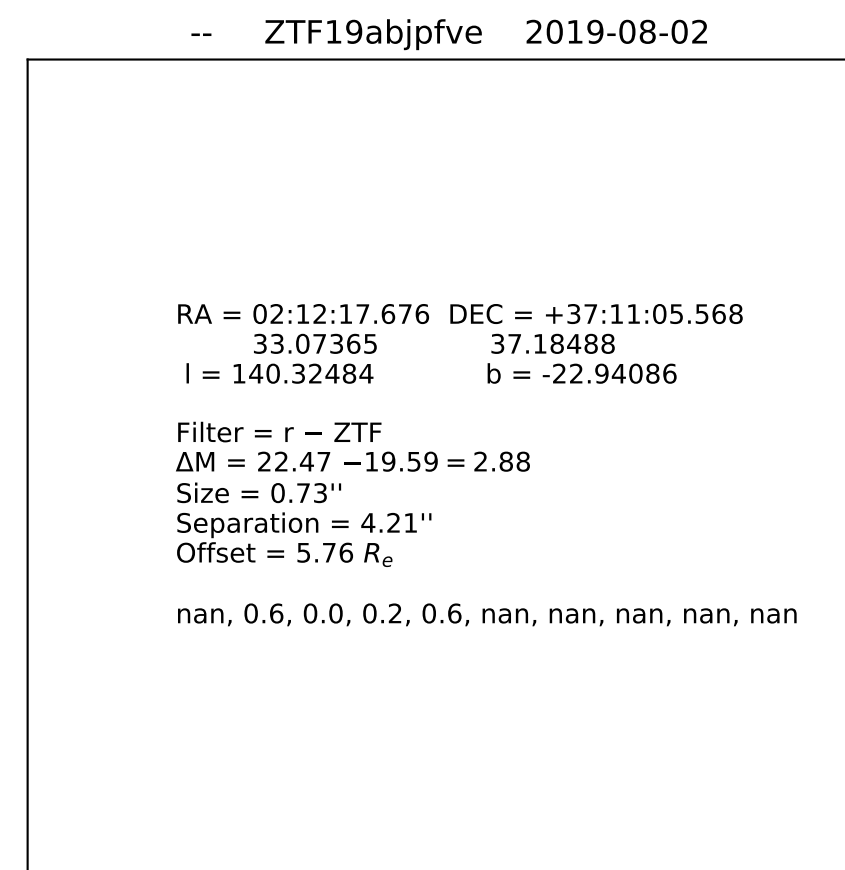 -- ZTF19abjpfve 2019-08-02
RA = 02:12:17.676 DEC = +37:11:05.568
33.07365 37.18488
l = 140.32484 b = -22.94086
Filter = r − ZTF
ΔM = 22.47 −19.59 = 2.88
Size = 0.73''
Separation = 4.21''
Offset = 5.76 Re
nan, 0.6, 0.0, 0.2, 0.6, nan, nan, nan, nan, nan